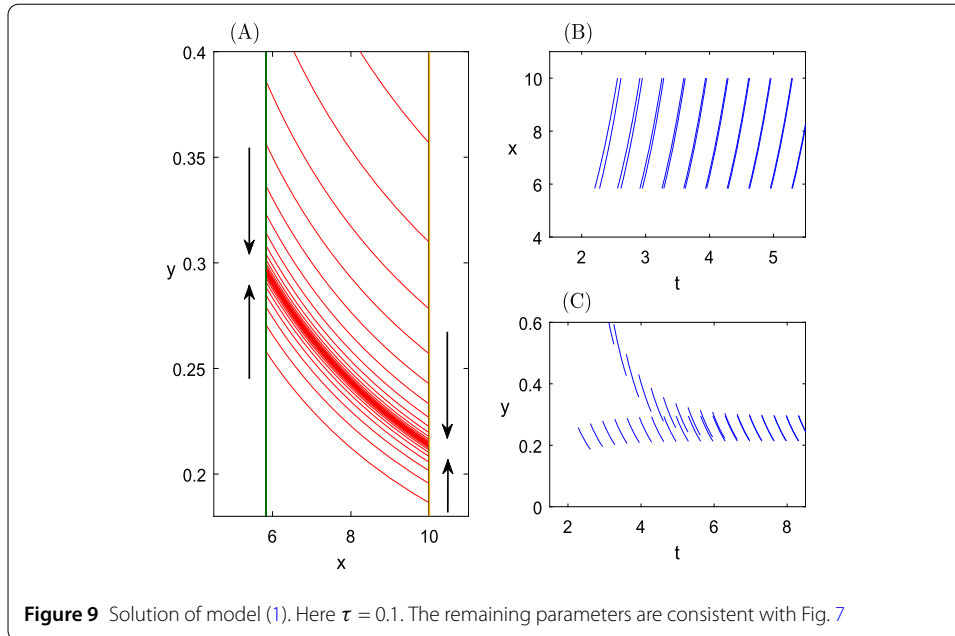 (A)
0.4
0.35
0.3
y
0.25
0.2
6
8
10
x
(B)
10
8
x
6
4
2
3
4
5
t
(C)
0.6
0.4
y
0.2
0
2
4
6
8
t
Figure 9 Solution of model (1). Here τ = 0.1. The remaining parameters are consistent with Fig. 7